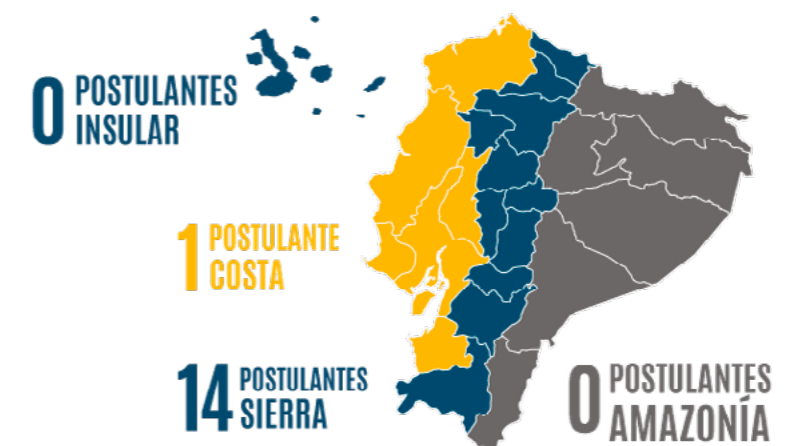 0 POSTULANTES
INSULAR
1 POSTULANTE
COSTA
14 POSTULANTES
SIERRA
0 POSTULANTES
AMAZONÍA